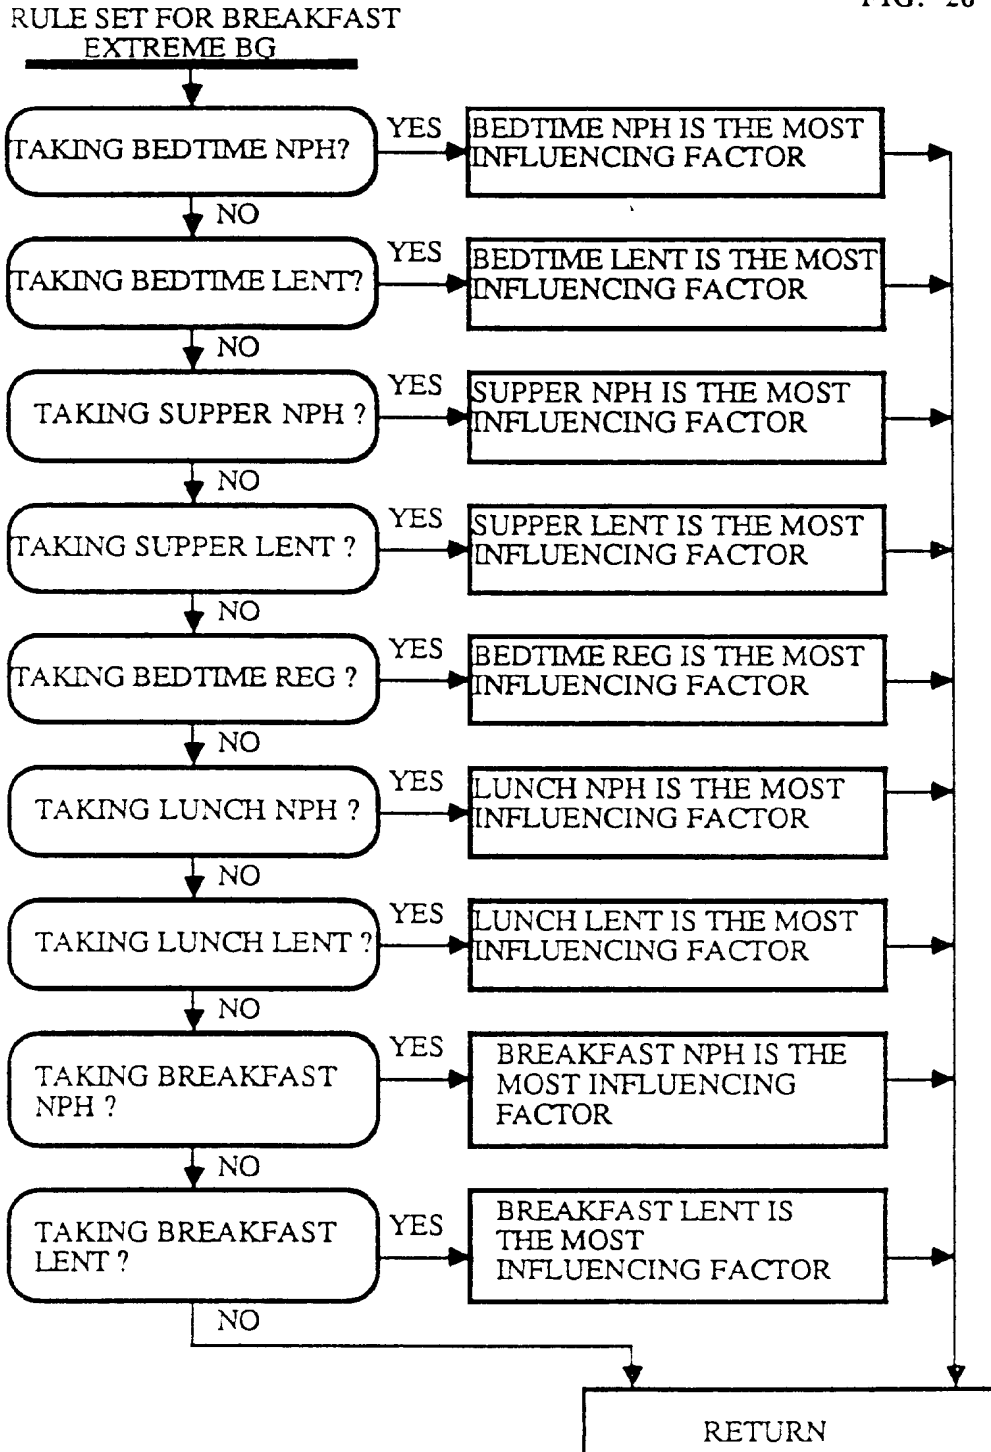 FIG. 26
RULE SET FOR BREAKFAST
EXTREME BG
TAKING BEDTIME NPH?
YES
BEDTIME NPH IS THE MOST
INFLUENCING FACTOR
NO
TAKING BEDTIME LENT?
YES
BEDTIME LENT IS THE MOST
INFLUENCING FACTOR
NO
TAKING SUPPER NPH ?
YES
SUPPER NPH IS THE MOST
INFLUENCING FACTOR
NO
TAKING SUPPER LENT ?
YES
SUPPER LENT IS THE MOST
INFLUENCING FACTOR
NO
TAKING BEDTIME REG ?
YES
BEDTIME REG IS THE MOST
INFLUENCING FACTOR
NO
TAKING LUNCH NPH ?
YES
LUNCH NPH IS THE MOST
INFLUENCING FACTOR
NO
TAKING LUNCH LENT ?
YES
LUNCH LENT IS THE MOST
INFLUENCING FACTOR
NO
TAKING BREAKFAST
NPH ?
YES
BREAKFAST NPH IS THE
MOST INFLUENCING
FACTOR
NO
TAKING BREAKFAST
LENT ?
YES
BREAKFAST LENT IS
THE MOST
INFLUENCING FACTOR
NO
RETURN